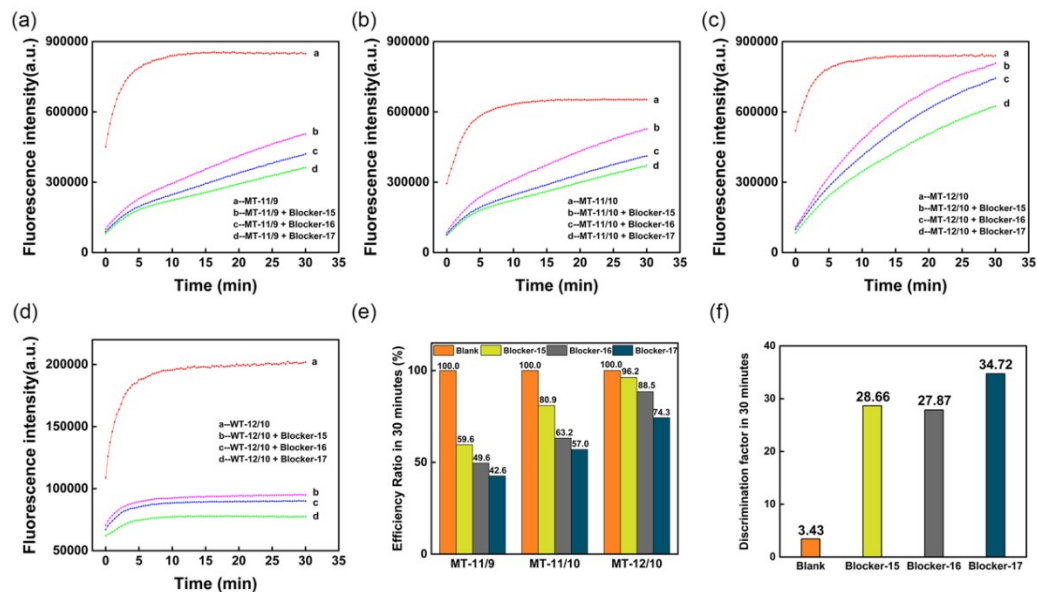 (a)
Fluorescence intensity(a.u.)
900000
600000
300000
0
a
b
c
d
a--MT-11/9
b--MT-11/9 + Blocker-15
c--MT-11/9 + Blocker-16
d--MT-11/9 + Blocker-17
0 5 10 15 20 25 30 35
Time (min)
(b)
Fluorescence intensity(a.u.)
900000
600000
300000
0
a
b
c
d
a--MT-11/10
b--MT-11/10 + Blocker-15
c--MT-11/10 + Blocker-16
d--MT-11/10 + Blocker-17
0 5 10 15 20 25 30 35
Time (min)
(c)
Fluorescence intensity(a.u.)
900000
600000
300000
0
a
b
c
d
a--MT-12/10
b--MT-12/10 + Blocker-15
c--MT-12/10 + Blocker-16
d--MT-12/10 + Blocker-17
0 5 10 15 20 25 30 35
Time (min)
(d)
Fluorescence intensity(a.u.)
200000
150000
100000
50000
a
a--WT-12/10
b--WT-12/10 + Blocker-15
c--WT-12/10 + Blocker-16
d--WT-12/10 + Blocker-17
b
c
d
0 5 10 15 20 25 30 35
Time (min)
(e)
Efficiency Ratio in 30 minutes (%)
100
50
0
Blank Blocker-15 Blocker-16 Blocker-17
100.0 59.6 49.6 42.6
100.0 80.9 63.2 57.0
100.0 96.2 88.5 74.3
MT-11/9 MT-11/10 MT-12/10
(f)
Discrimination factor in 30 minutes
40
30
20
10
0
3.43 28.66 27.87 34.72
Blank Blocker-15 Blocker-16 Blocker-17